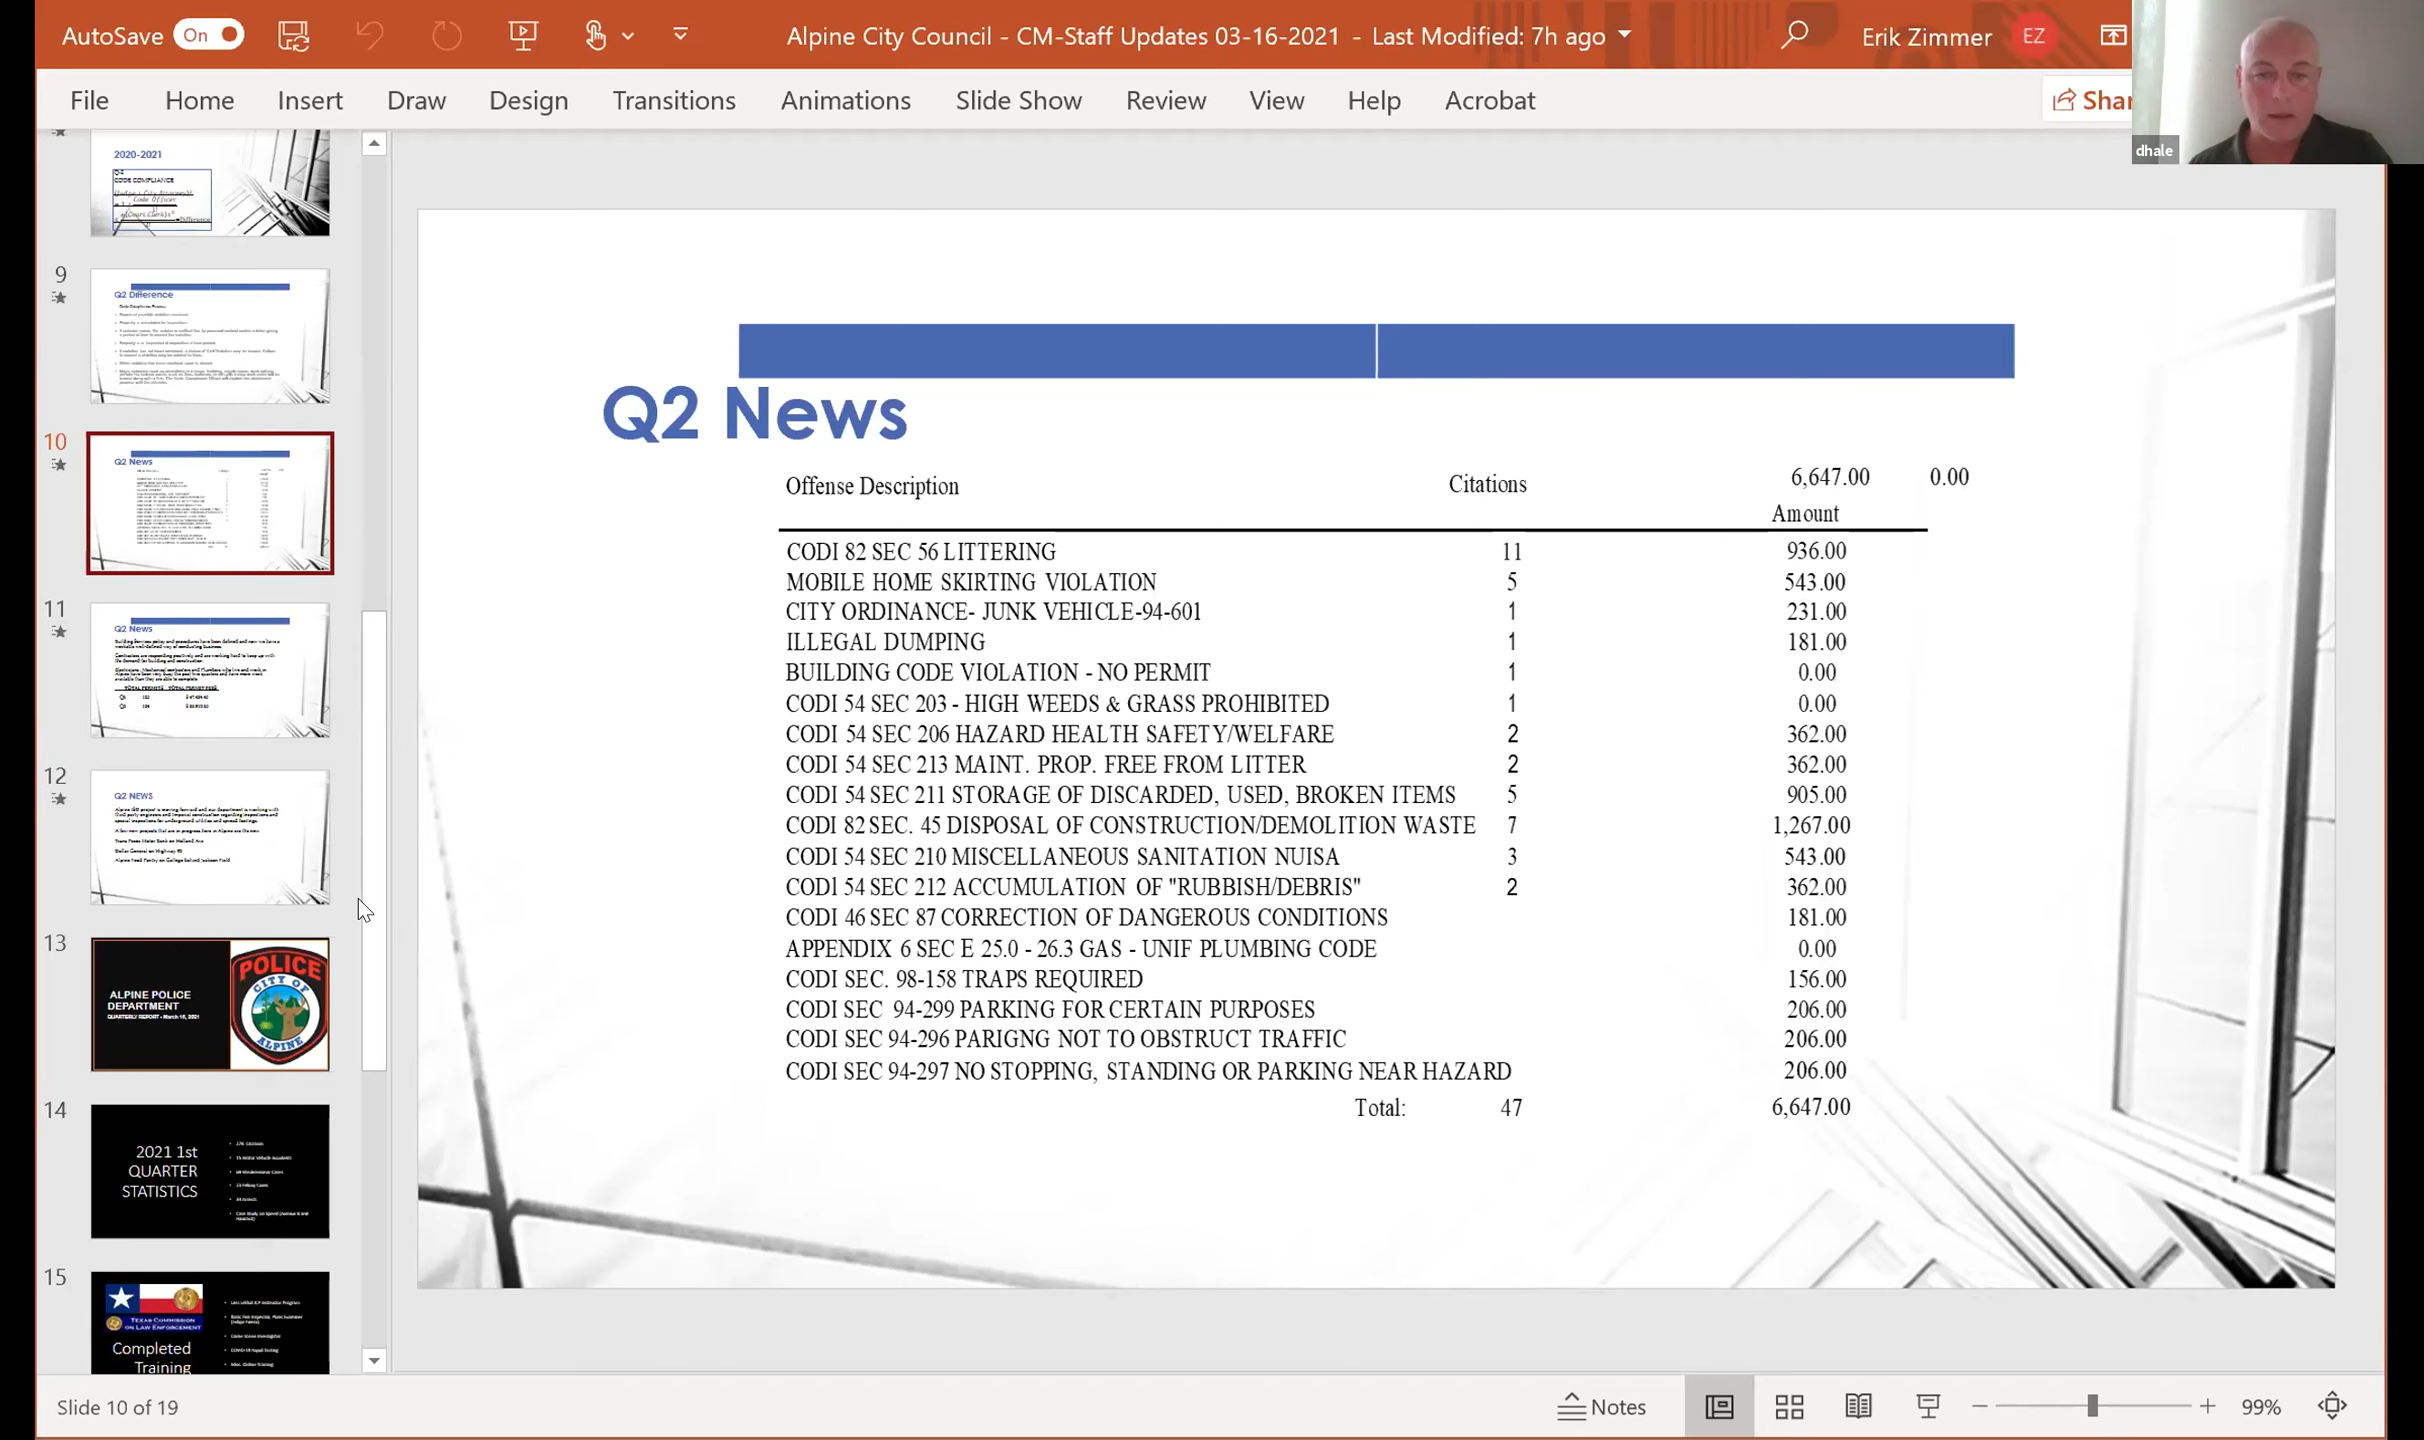 AutoSave On
Alpine City Council - CM-Staff Updates 03-16-2021 - Last Modified: 7h ago
Erik Zimmer EZ
File Home Insert Draw Design Transitions Animations Slide Show Review View Help Acrobat
Shar
dhale
2020-2021
CODE COMPLIANCE
9
Q2 Difference
10
Q2 News
11
Q2 News
12
Q2 NEWS
13
ALPINE POLICE
DEPARTMENT
QUARTERLY REPORT - March 16, 2021
POLICE
CITY OF
ALPINE
14
2021 1st
QUARTER
STATISTICS
15
TEXAS COMMISSION
ON LAW ENFORCEMENT
Completed
Training
Q2 News
Offense Description Citations 6,647.00 0.00
Amount
CODI 82 SEC 56 LITTERING 11 936.00
MOBILE HOME SKIRTING VIOLATION 5 543.00
CITY ORDINANCE- JUNK VEHICLE-94-601 1 231.00
ILLEGAL DUMPING 1 181.00
BUILDING CODE VIOLATION - NO PERMIT 1 0.00
CODI 54 SEC 203 - HIGH WEEDS & GRASS PROHIBITED 1 0.00
CODI 54 SEC 206 HAZARD HEALTH SAFETY/WELFARE 2 362.00
CODI 54 SEC 213 MAINT. PROP. FREE FROM LITTER 2 362.00
CODI 54 SEC 211 STORAGE OF DISCARDED, USED, BROKEN ITEMS 5 905.00
CODI 82 SEC. 45 DISPOSAL OF CONSTRUCTION/DEMOLITION WASTE 7 1,267.00
CODI 54 SEC 210 MISCELLANEOUS SANITATION NUISA 3 543.00
CODI 54 SEC 212 ACCUMULATION OF "RUBBISH/DEBRIS" 2 362.00
CODI 46 SEC 87 CORRECTION OF DANGEROUS CONDITIONS 181.00
APPENDIX 6 SEC E 25.0 - 26.3 GAS - UNIF PLUMBING CODE 0.00
CODI SEC. 98-158 TRAPS REQUIRED 156.00
CODI SEC 94-299 PARKING FOR CERTAIN PURPOSES 206.00
CODI SEC 94-296 PARIGNG NOT TO OBSTRUCT TRAFFIC 206.00
CODI SEC 94-297 NO STOPPING, STANDING OR PARKING NEAR HAZARD 206.00
Total: 47 6,647.00
Slide 10 of 19
Notes
99%